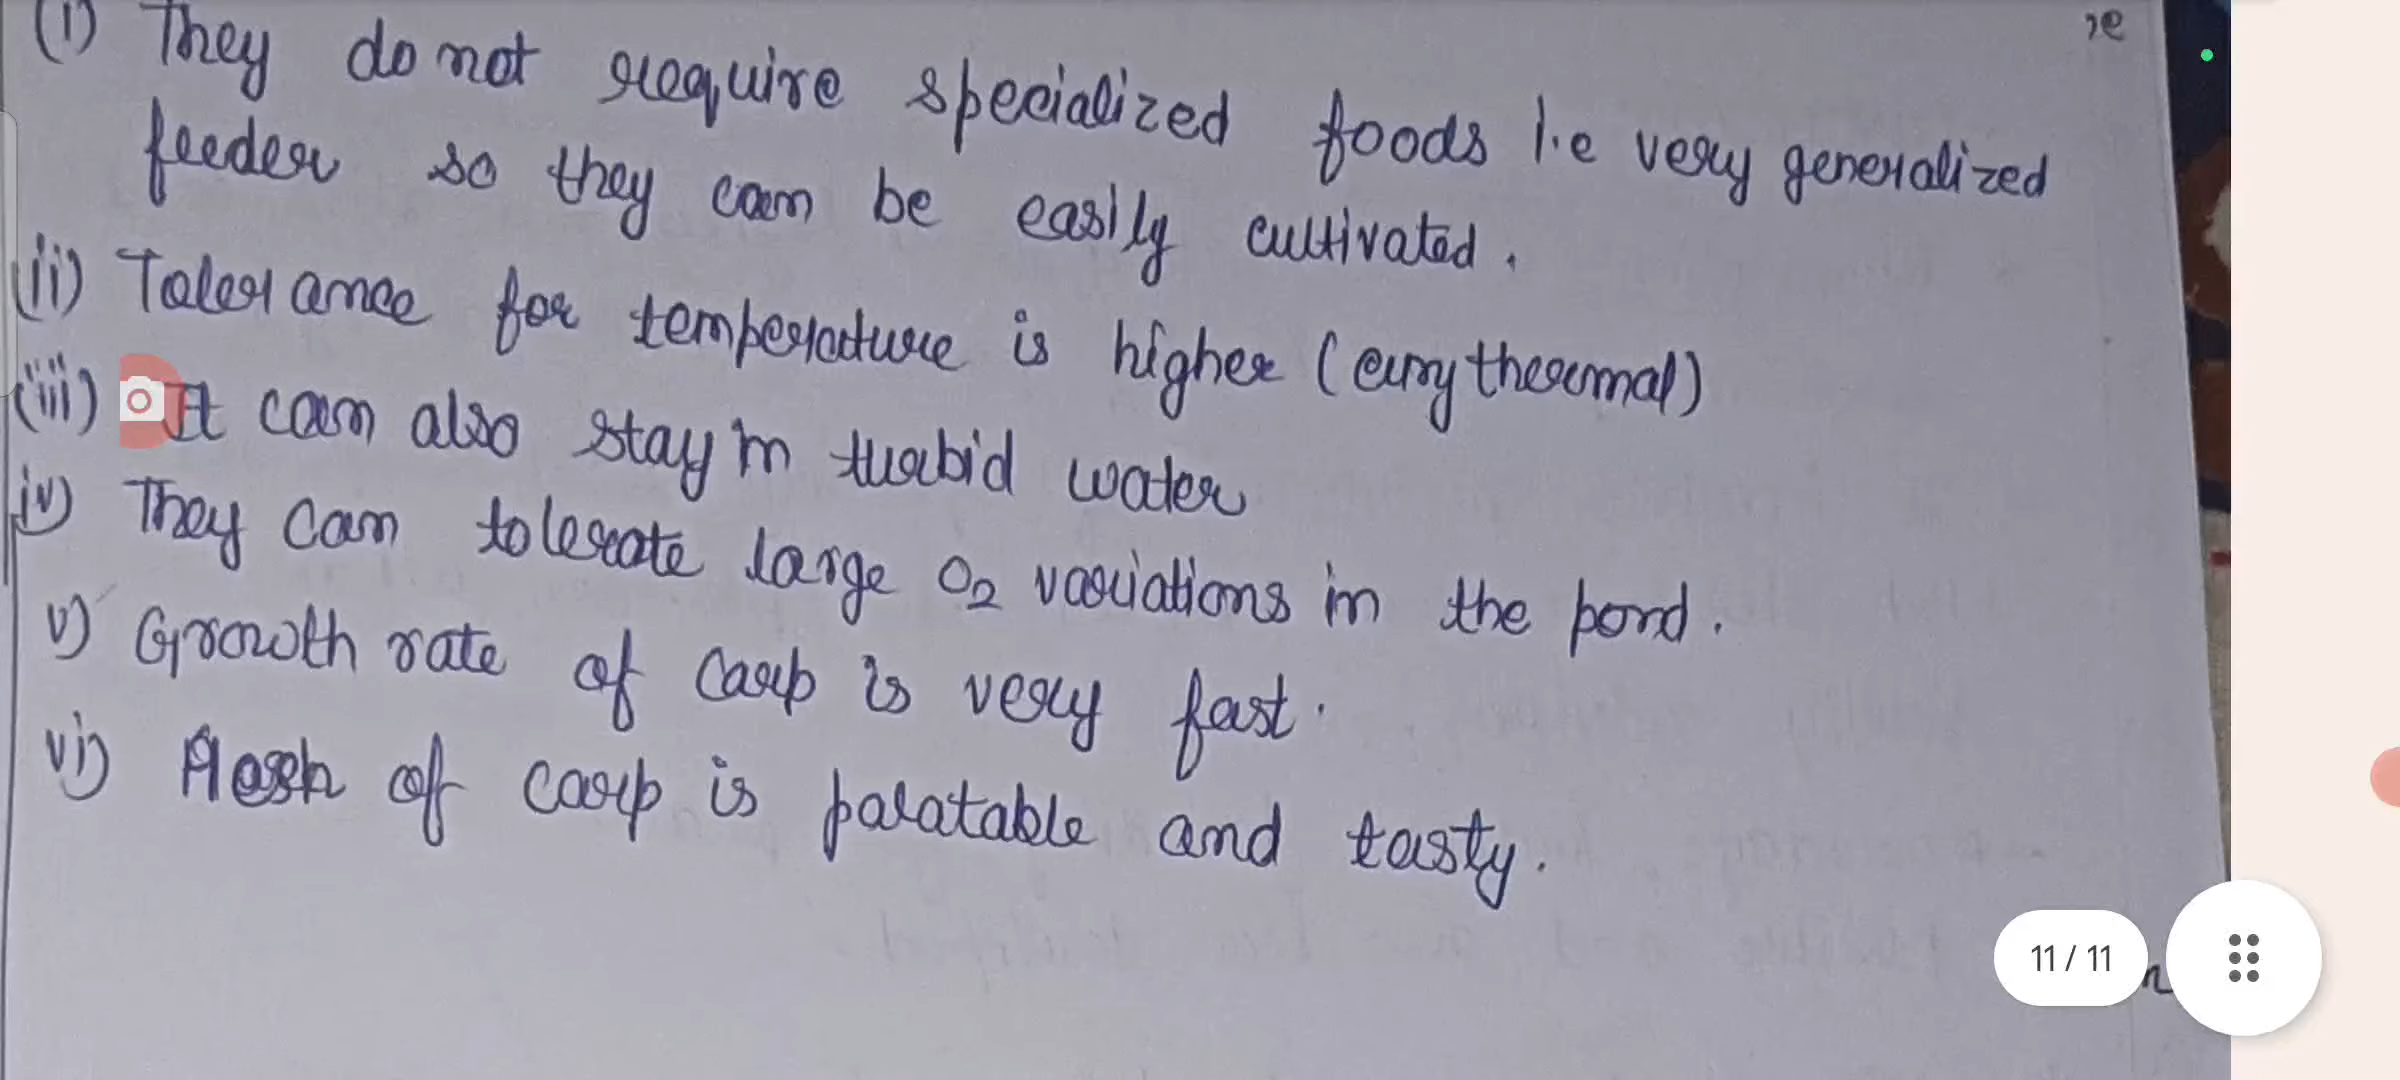 (i) They do not require specialized foods i.e very generalized
feeder so they can be easily cultivated.
(ii) Tolerance for temperature is higher (eurythermal)
(iii) It can also stay in turbid water
iv) They can tolerate large O2 variations in the pond.
v) Growth rate of carp is very fast.
vi) Flesh of carp is palatable and tasty.
11 / 11